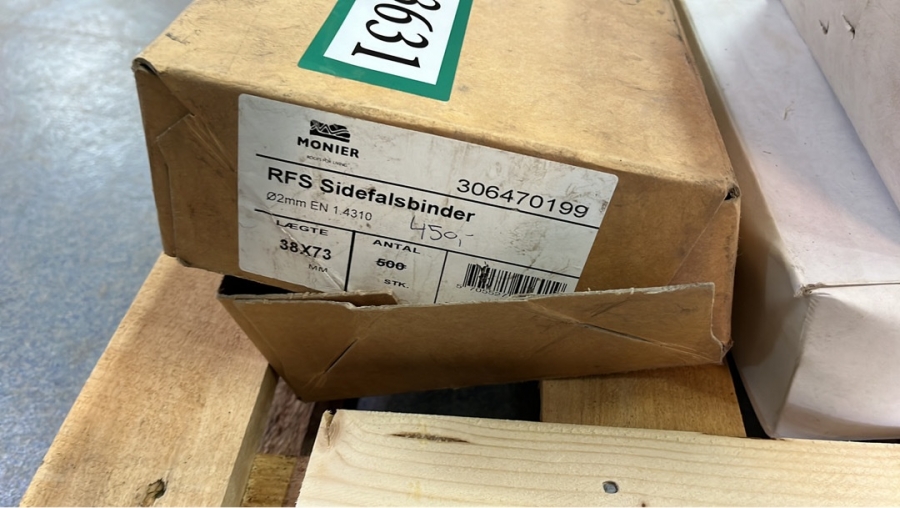 3631
MONIER
RFS Sidefalsbinder
306470199
Ø2mm EN 1.4310
450,-
LÆGTE
38X73
MM
ANTAL
500
STK.